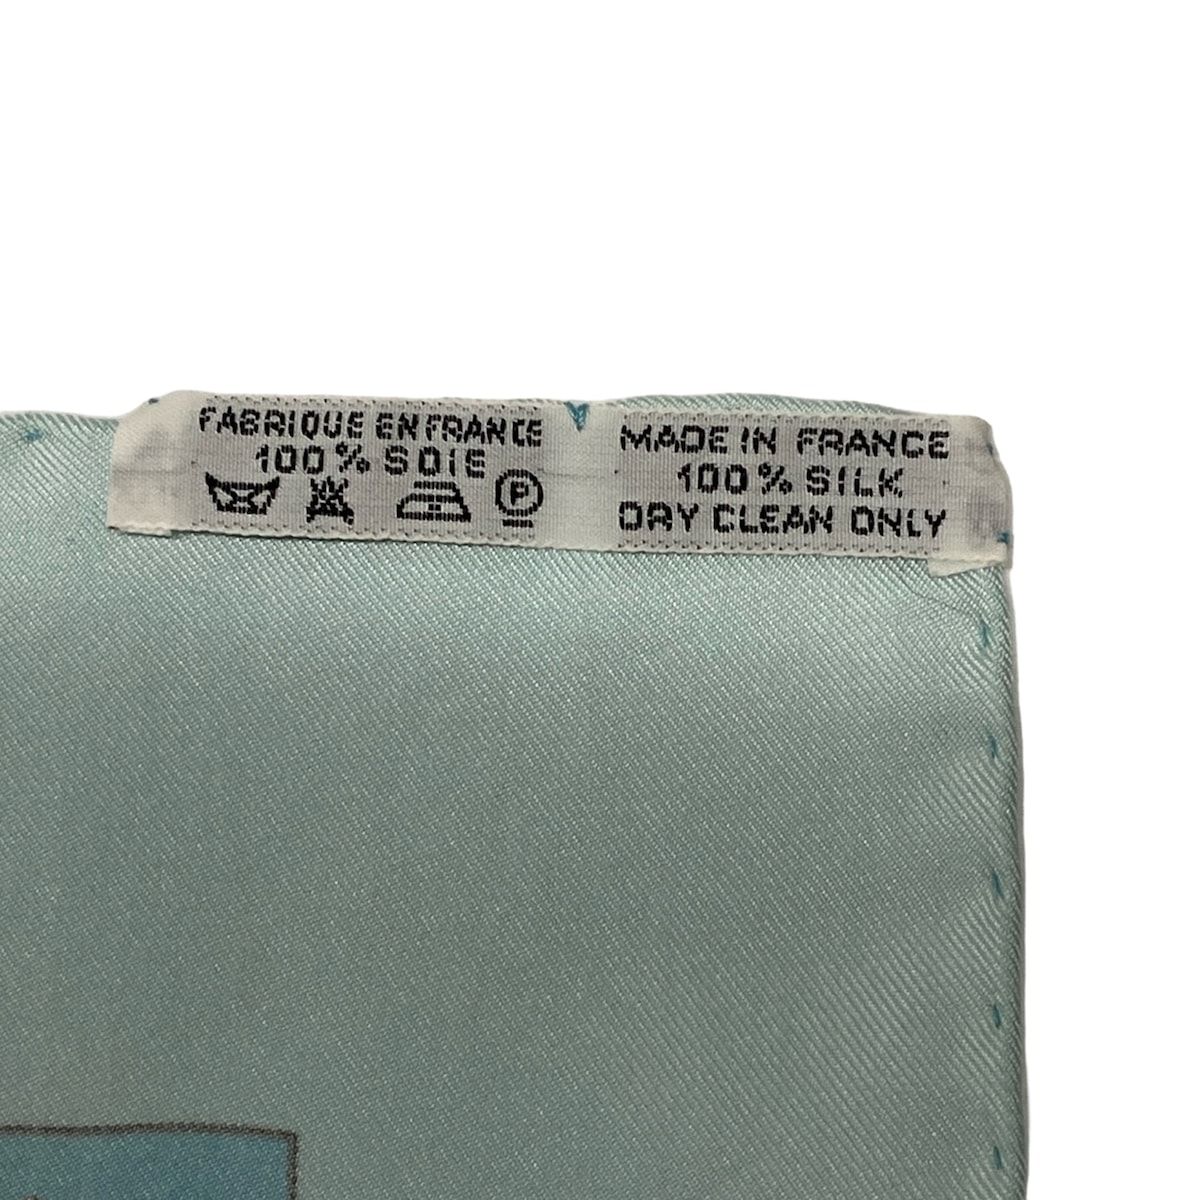 FABRIQUE EN FRANCE
100% SOIE
P
MADE IN FRANCE
100% SILK
DRY CLEAN ONLY